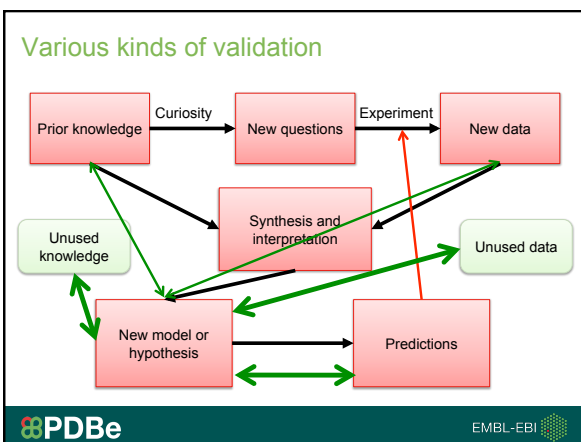 Various kinds of validation
Curiosity
Experiment
Prior knowledge
New questions
New data
Synthesis and
interpretation
Unused
knowledge
Unused data
New model or
hypothesis
Predictions
PDBe
EMBL-EBI